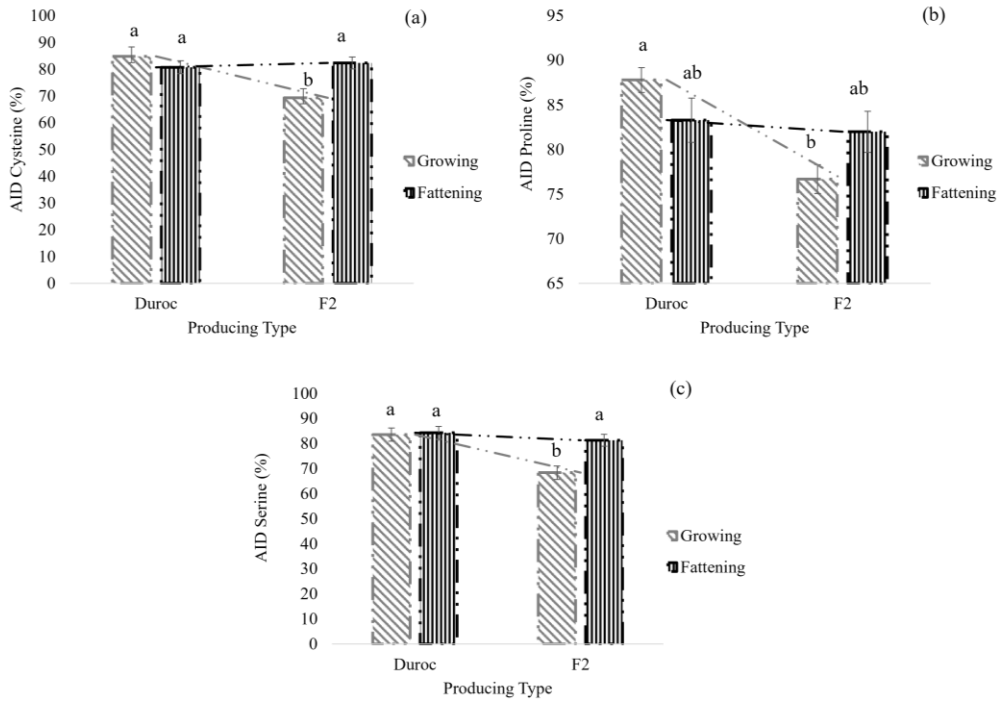 (a)
AID Cysteine (%)
100
90
80
70
60
50
40
30
20
10
0
a
a
b
a
Duroc
F2
Producing Type
Growing
Fattening
(b)
AID Proline (%)
95
90
85
80
75
70
65
a
ab
b
ab
Duroc
F2
Producing Type
Growing
Fattening
(c)
AID Serine (%)
100
90
80
70
60
50
40
30
20
10
0
a
a
b
a
Duroc
F2
Producing Type
Growing
Fattening